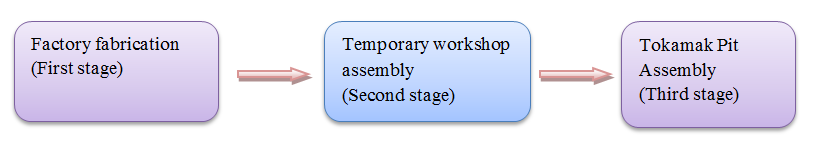 Factory fabrication
(First stage)
Temporary workshop
assembly
(Second stage)
Tokamak Pit
Assembly
(Third stage)